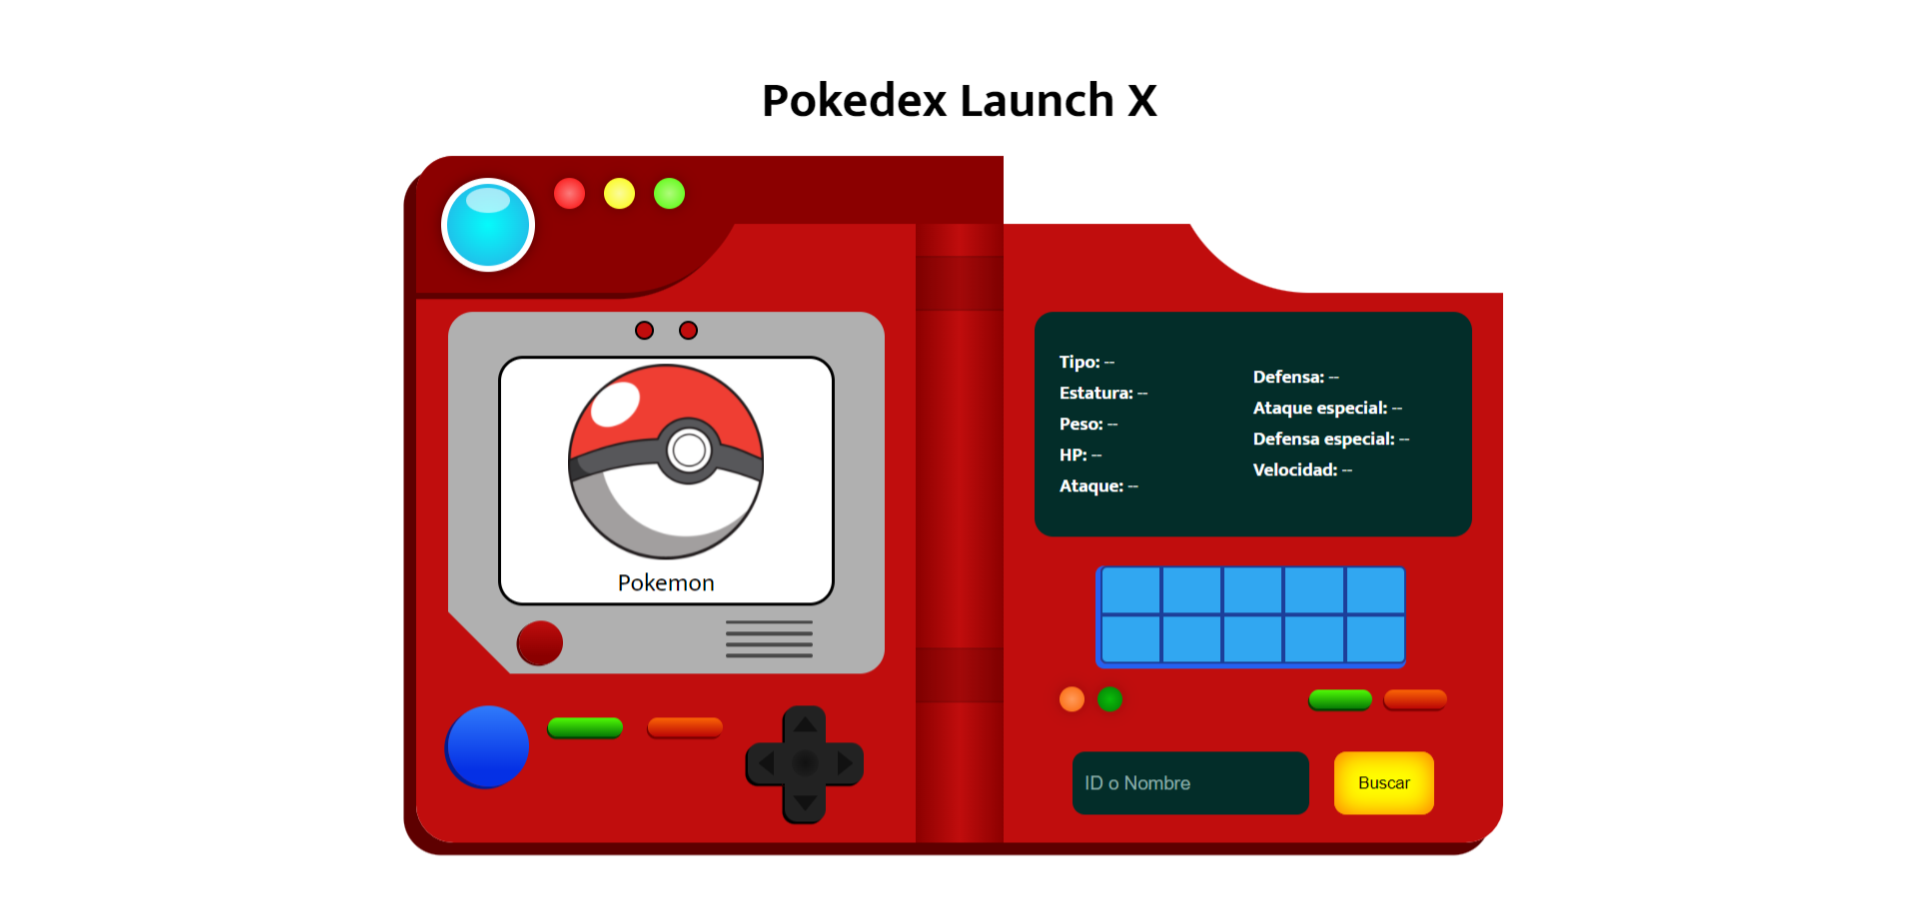 Pokedex Launch X
Pokemon
Tipo: --
Estatura: --
Peso: --
HP: --
Ataque: --
Defensa: --
Ataque especial: --
Defensa especial: --
Velocidad: --
ID o Nombre
Buscar